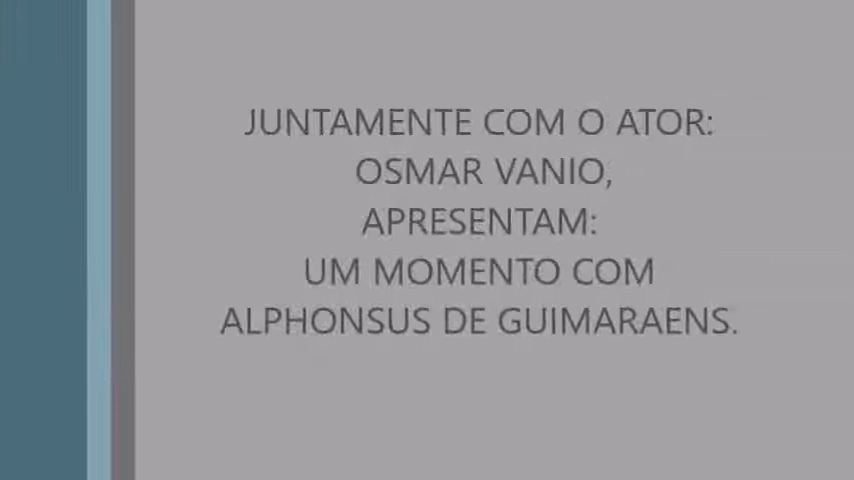 JUNTAMENTE COM O ATOR:
OSMAR VANIO,
APRESENTAM:
UM MOMENTO COM
ALPHONSUS DE GUIMARAENS.